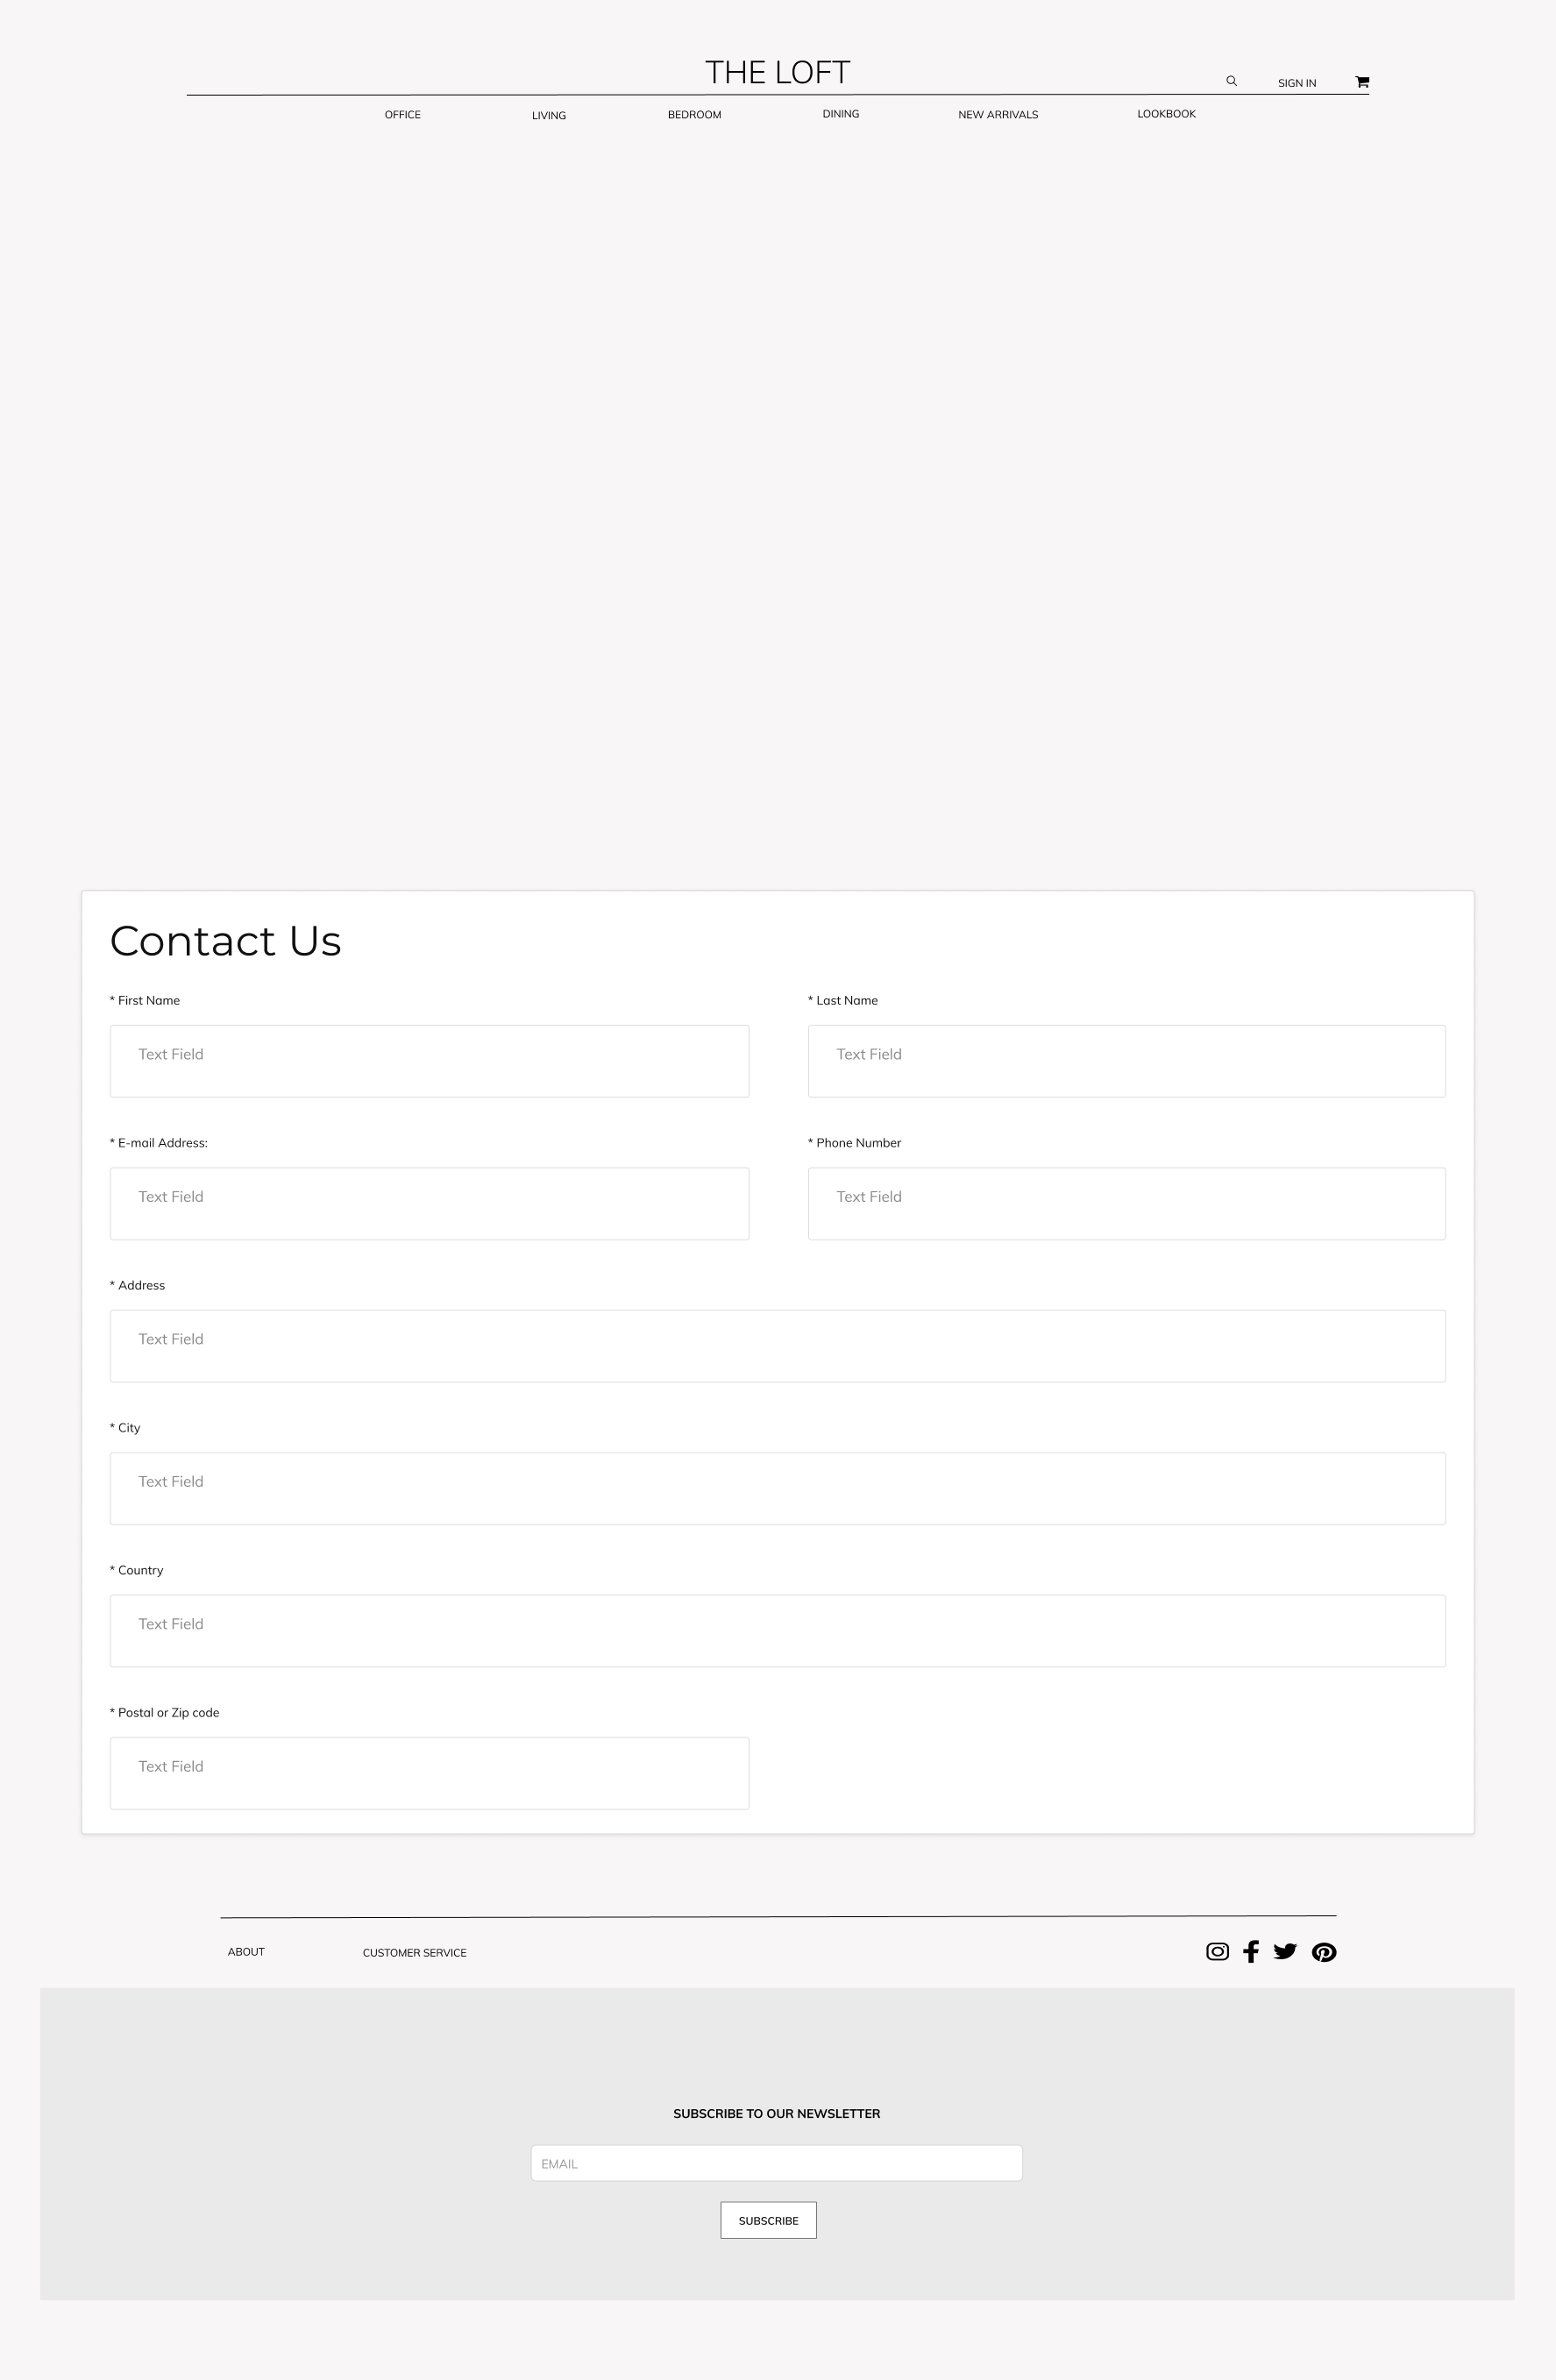 THE LOFT
SIGN IN
OFFICE LIVING BEDROOM DINING NEW ARRIVALS LOOKBOOK
Contact Us
* First Name * Last Name
Text Field Text Field
* E-mail Address: * Phone Number
Text Field Text Field
* Address
Text Field
* City
Text Field
* Country
Text Field
* Postal or Zip code
Text Field
ABOUT CUSTOMER SERVICE
SUBSCRIBE TO OUR NEWSLETTER
EMAIL
SUBSCRIBE